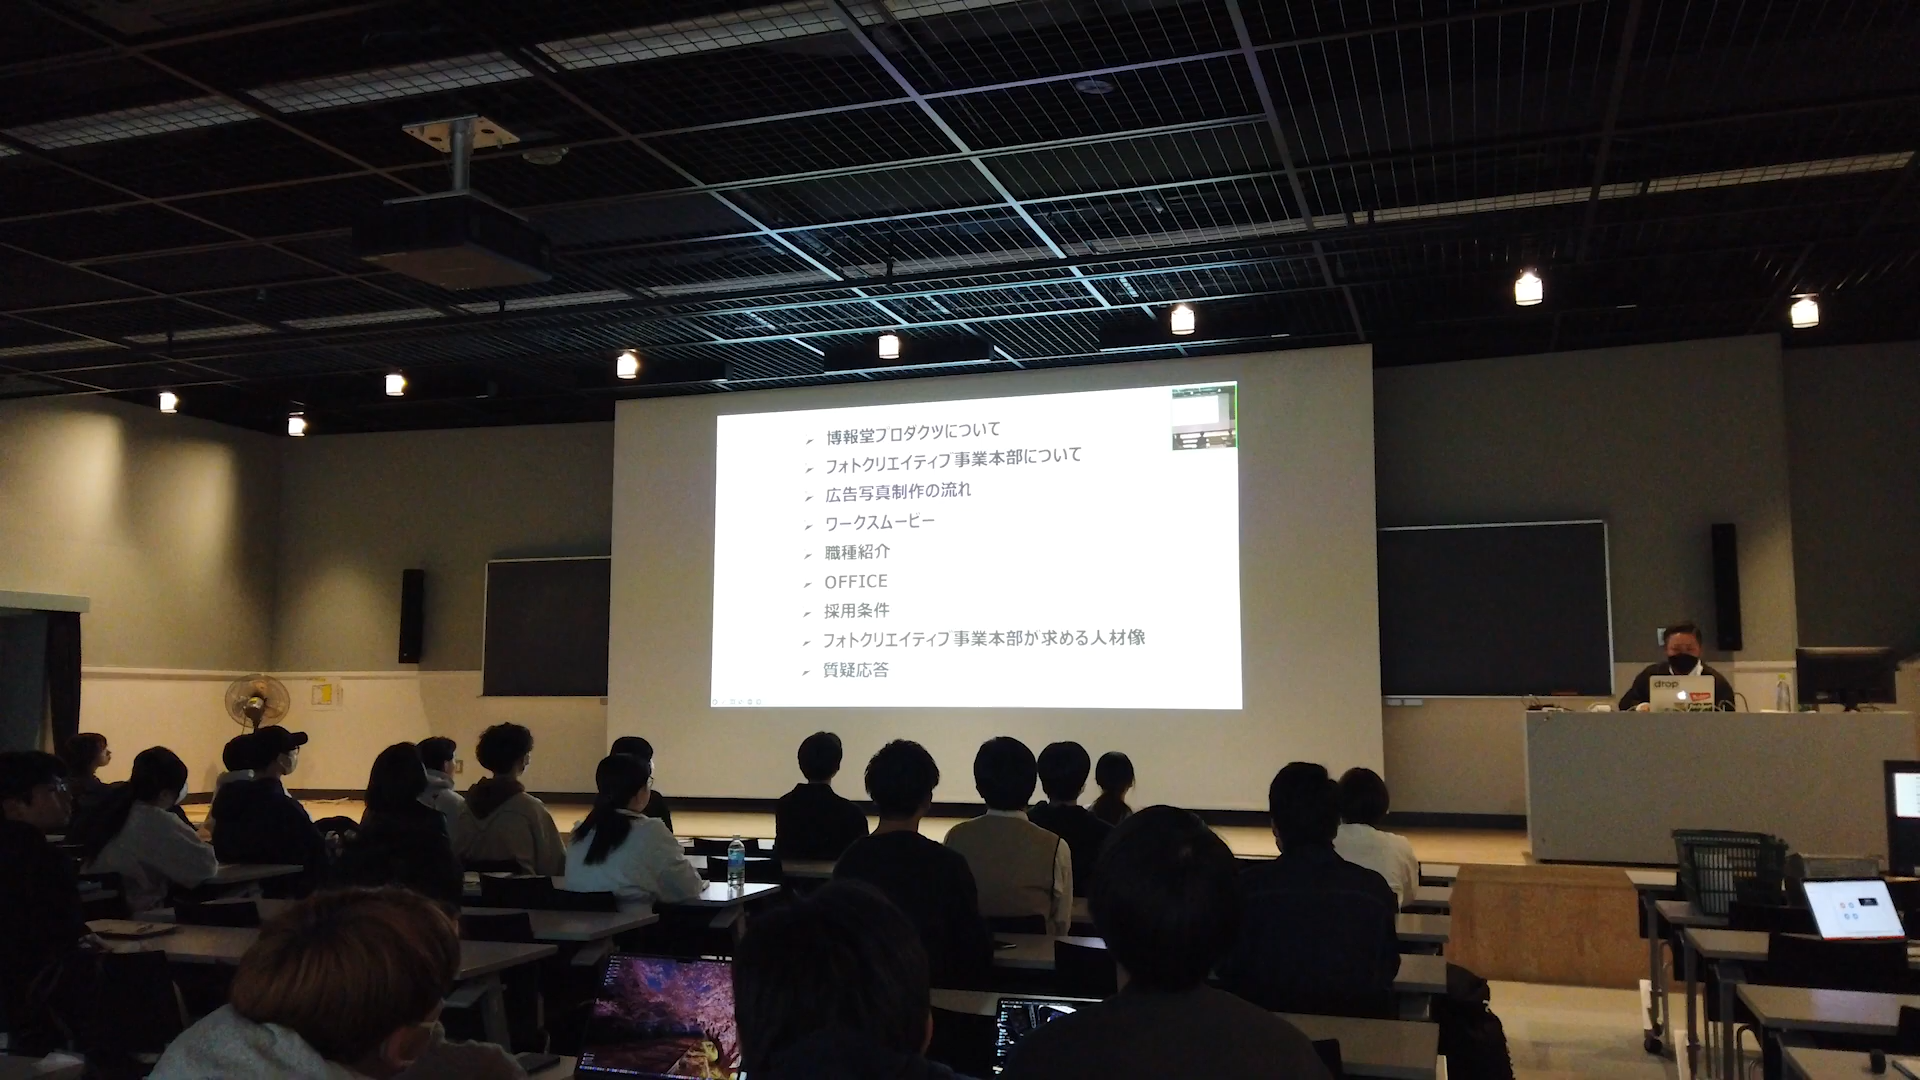 博報堂プロダクツについて
フォトクリエイティブ事業本部について
広告写真制作の流れ
ワークスムービー
職種紹介
OFFICE
採用条件
フォトクリエイティブ事業本部が求める人材像
質疑応答
drop